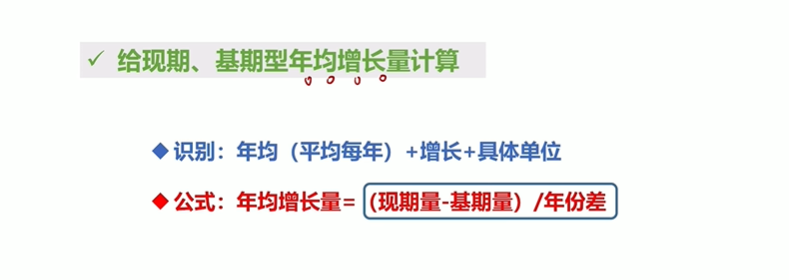 ✓ 给现期、基期型年均增长量计算
◆ 识别：年均（平均每年）+增长+具体单位
◆ 公式：年均增长量=（现期量-基期量）/年份差